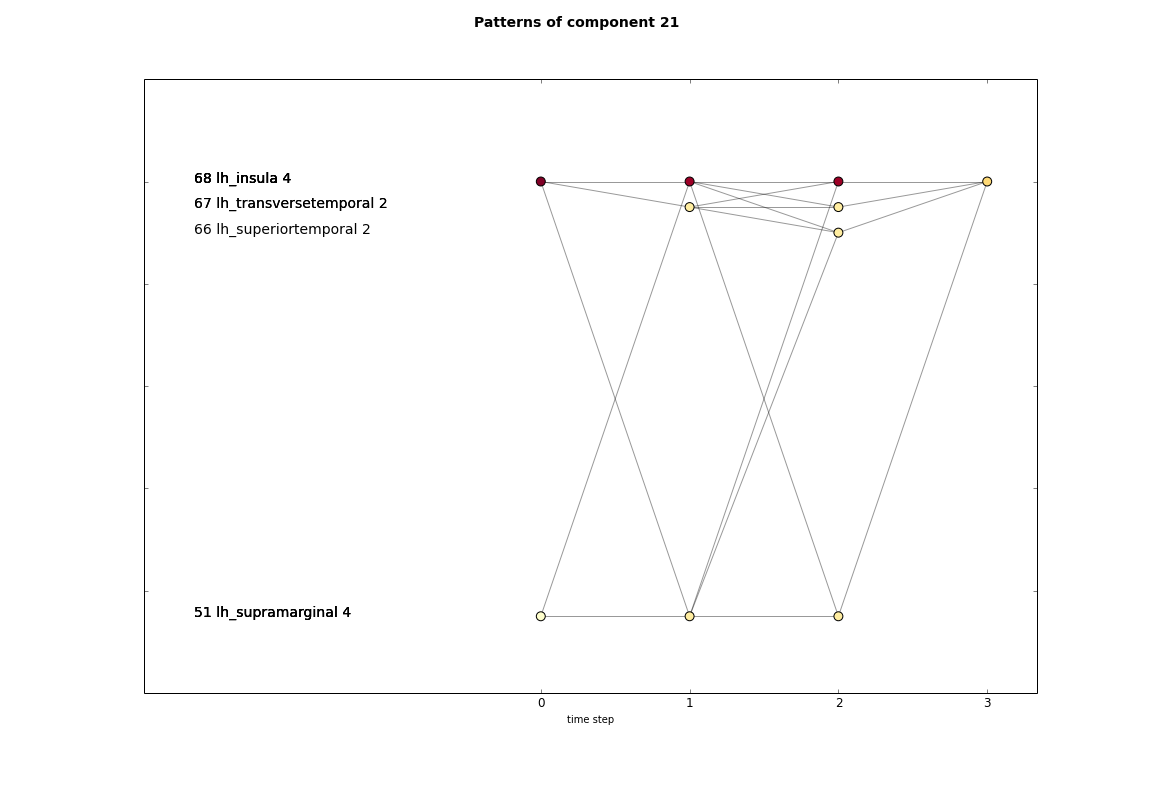 Patterns of component 21
68 lh_insula 4
67 lh_transversetemporal 2
66 lh_superiortemporal 2
51 lh_supramarginal 4
0 1 2 3
time step